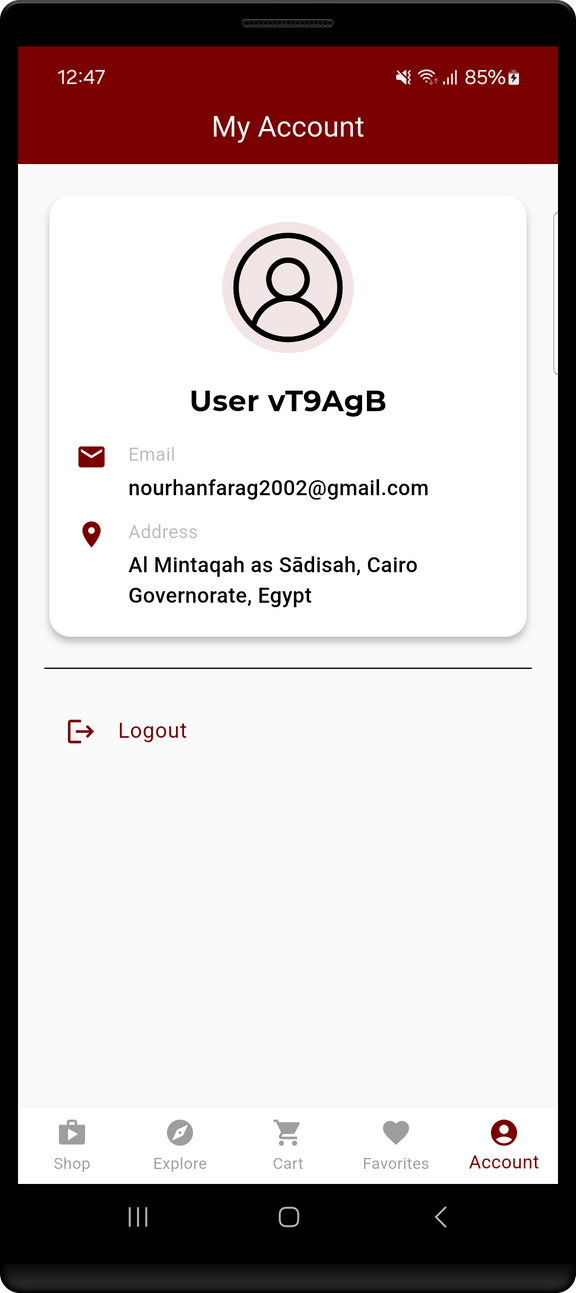 12:47
85%
My Account
User vT9AgB
Email
nourhanfarag2002@gmail.com
Address
Al Mintaqah as Sādisah, Cairo
Governorate, Egypt
Logout
Shop
Explore
Cart
Favorites
Account